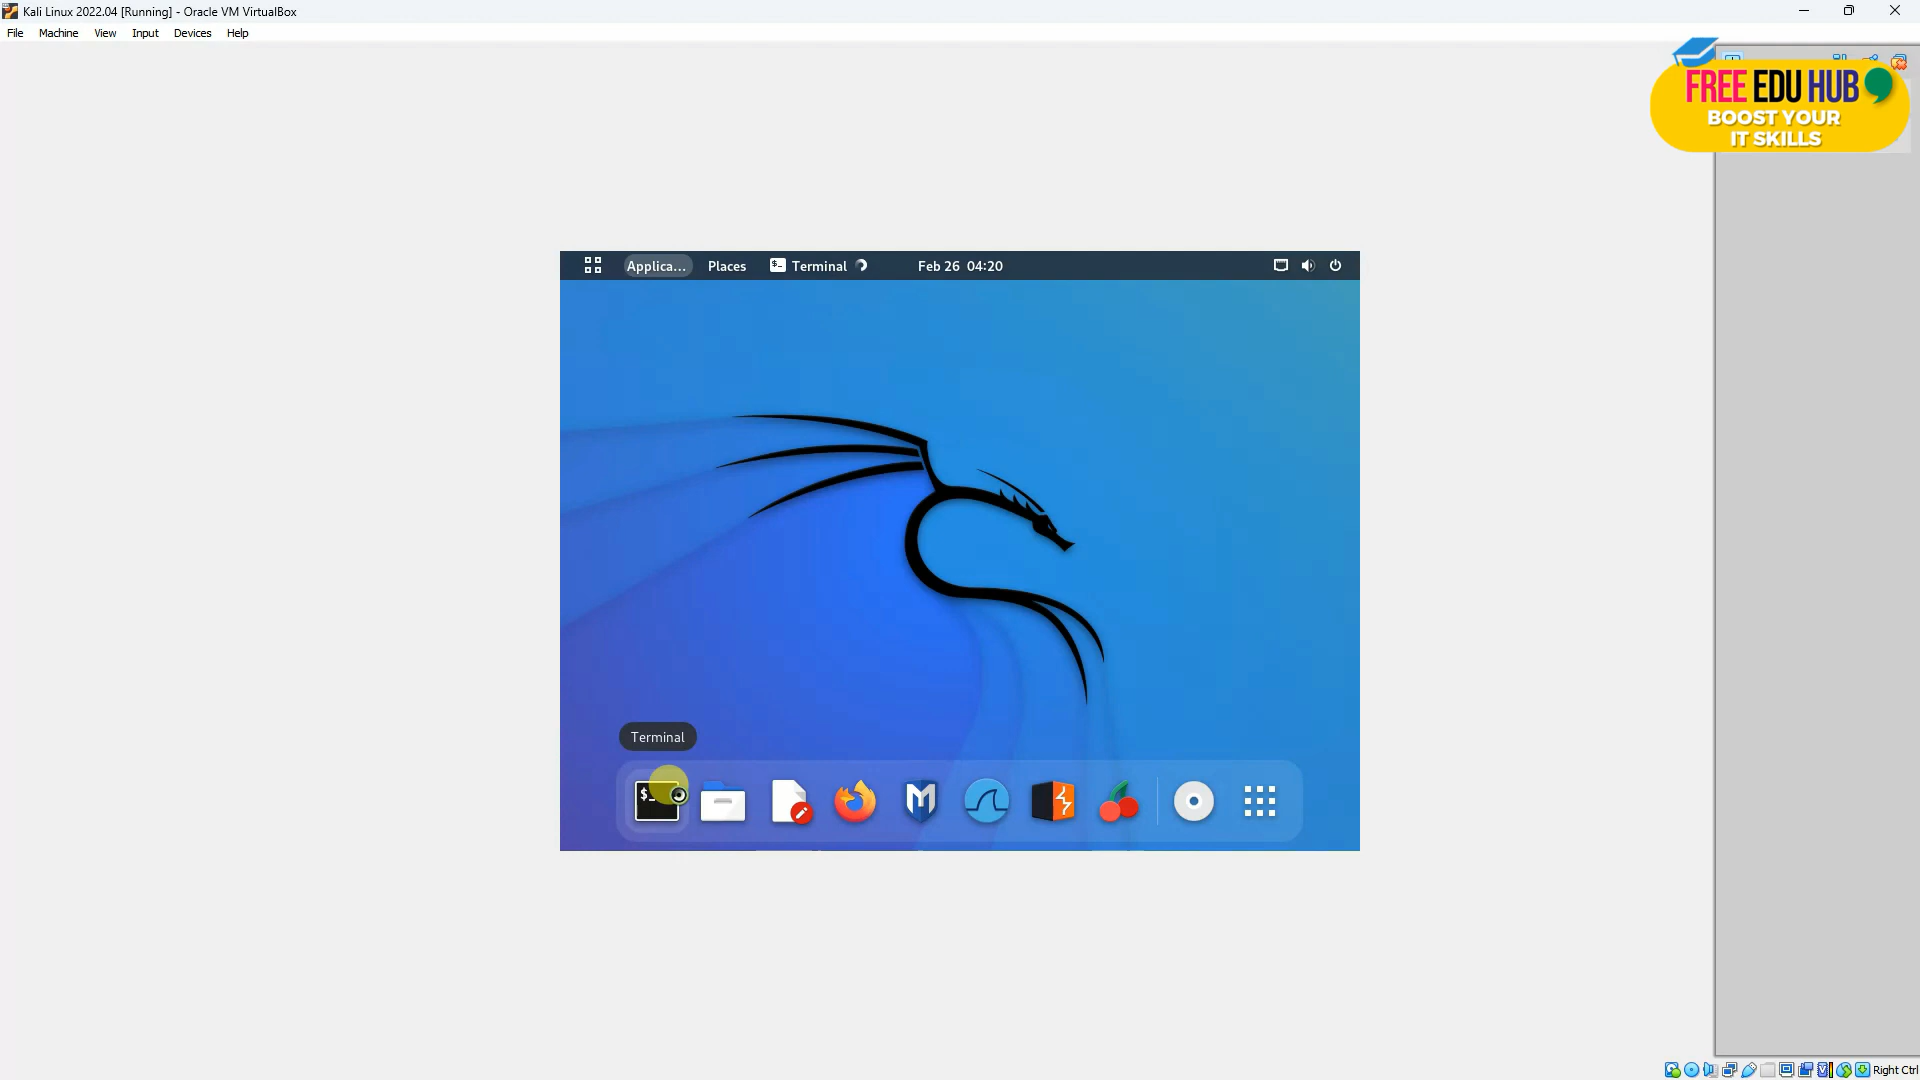 Kali Linux 2022.04 [Running] - Oracle VM VirtualBox
File Machine View Input Devices Help
FREE EDU HUB
BOOST YOUR
IT SKILLS
Applica... Places $- Terminal Feb 26 04:20
Terminal
$-
Right Ctrl